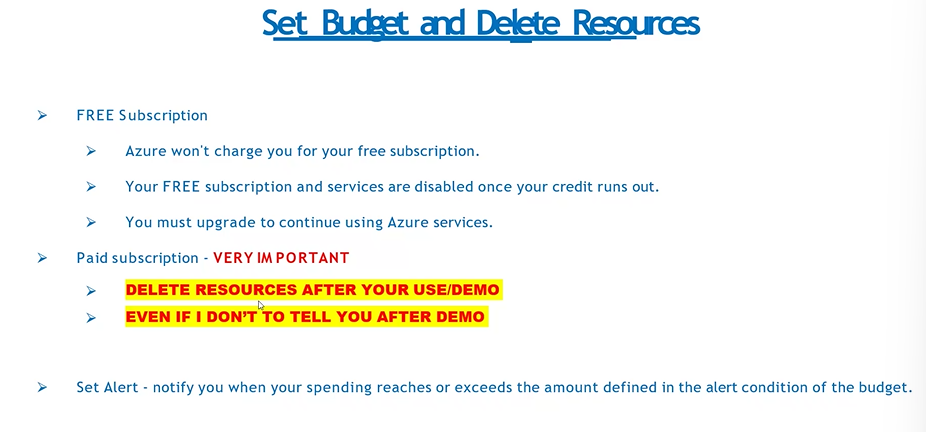 Set Budget and Delete Resources
FREE Subscription
Azure won't charge you for your free subscription.
Your FREE subscription and services are disabled once your credit runs out.
You must upgrade to continue using Azure services.
Paid subscription - VERY IMPORTANT
DELETE RESOURCES AFTER YOUR USE/DEMO
EVEN IF I DON'T TO TELL YOU AFTER DEMO
Set Alert - notify you when your spending reaches or exceeds the amount defined in the alert condition of the budget.